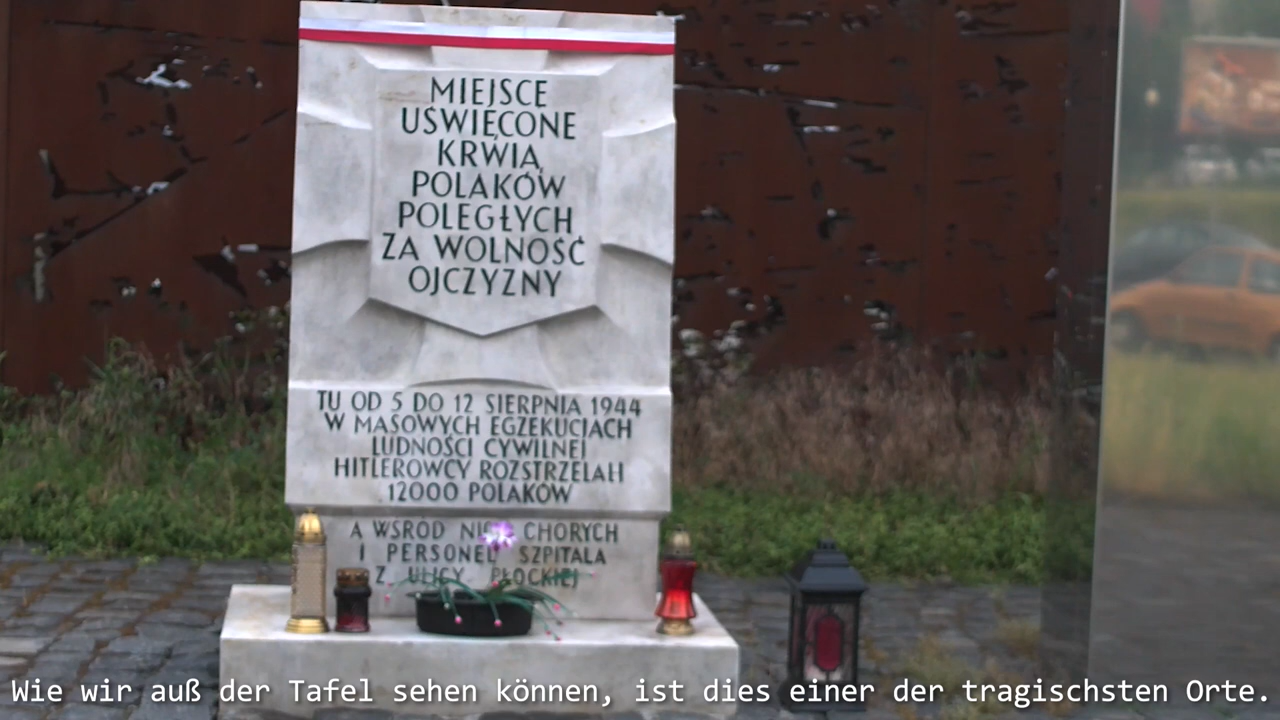 MIEJSCE
UŚWIĘCONE
KRWIĄ
POLAKÓW
POLEGŁYCH
ZA WOLNOŚĆ
OJCZYZNY
TU OD 5 DO 12 SIERPNIA 1944
W MASOWYCH EGZEKUCJACH
LUDNOŚCI CYWILNEJ
HITLEROWCY ROZSTRZELALI
12000 POLAKÓW
A WŚRÓD CHORYCH
I PERSONEL SZPITALA
Z ULICY PŁOCKIEJ
Wie wir auß der Tafel sehen können, ist dies einer der tragischsten Orte.